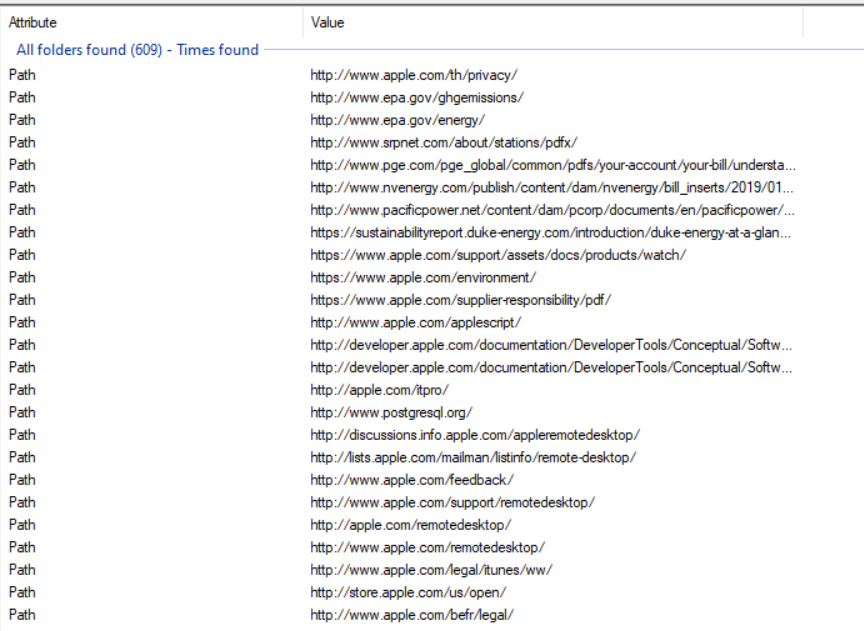 Attribute Value
All folders found (609) - Times found
Path http://www.apple.com/th/privacy/
Path http://www.epa.gov/ghgemissions/
Path http://www.epa.gov/energy/
Path http://www.srpnet.com/about/stations/pdfx/
Path http://www.pge.com/pge_global/common/pdfs/your-account/your-bill/understa...
Path http://www.nvenergy.com/publish/content/dam/nvenergy/bill_inserts/2019/01...
Path http://www.pacificpower.net/content/dam/pcorp/documents/en/pacificpower/...
Path https://sustainabilityreport.duke-energy.com/introduction/duke-energy-at-a-glan...
Path https://www.apple.com/support/assets/docs/products/watch/
Path https://www.apple.com/environment/
Path https://www.apple.com/supplier-responsibility/pdf/
Path http://www.apple.com/applescript/
Path http://developer.apple.com/documentation/DeveloperTools/Conceptual/Softw...
Path http://developer.apple.com/documentation/DeveloperTools/Conceptual/Softw...
Path http://apple.com/itpro/
Path http://www.postgresql.org/
Path http://discussions.info.apple.com/appleremotedesktop/
Path http://lists.apple.com/mailman/listinfo/remote-desktop/
Path http://www.apple.com/feedback/
Path http://www.apple.com/support/remotedesktop/
Path http://apple.com/remotedesktop/
Path http://www.apple.com/remotedesktop/
Path http://www.apple.com/legal/itunes/ww/
Path http://store.apple.com/us/open/
Path http://www.apple.com/befr/legal/